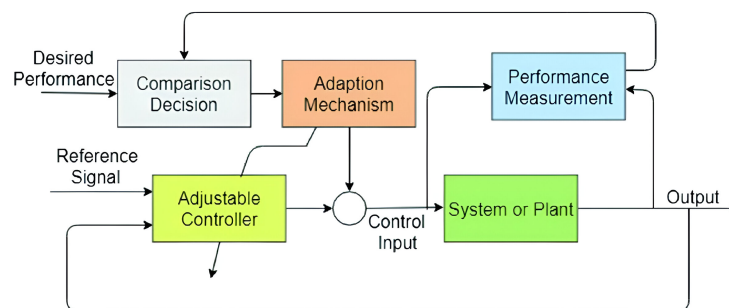 Desired
Performance
Comparison
Decision
Adaption
Mechanism
Performance
Measurement
Reference
Signal
Adjustable
Controller
Control
Input
System or Plant
Output